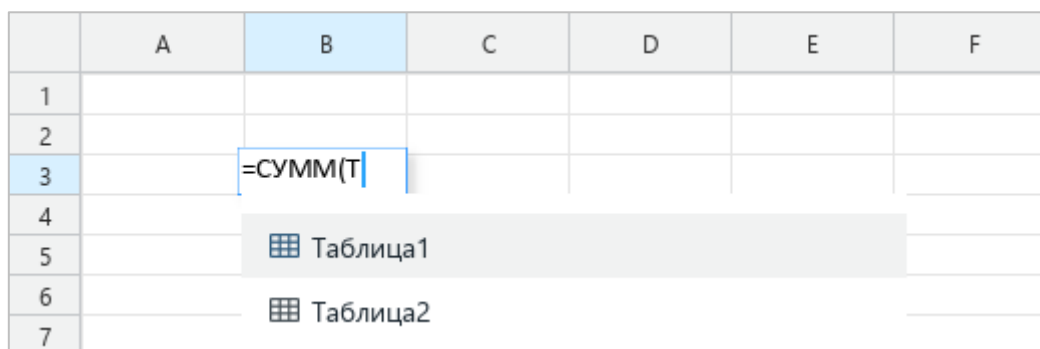 A B C D E F
1
2
3 =СУММ(Т
4
5 Таблица1
6 Таблица2
7